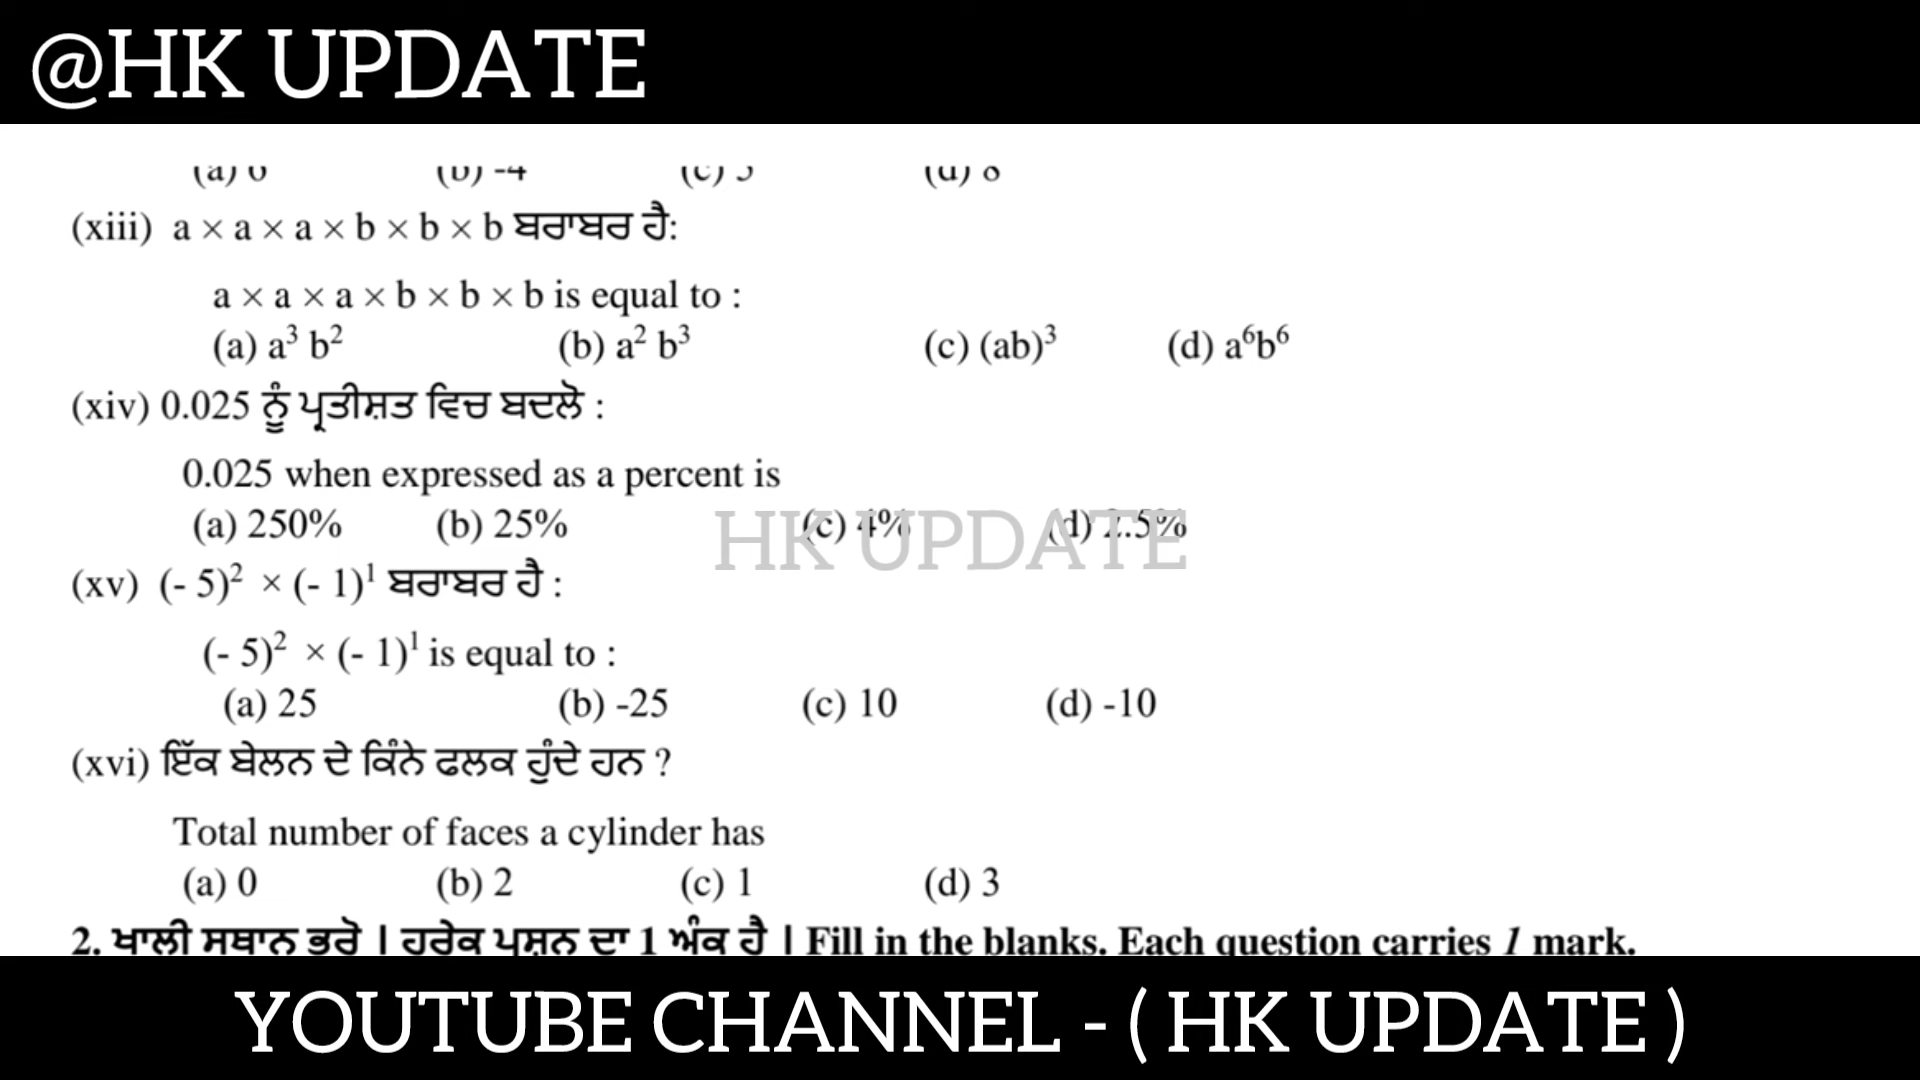 @HK UPDATE
(xiii) a × a × a × b × b × b ਬਰਾਬਰ ਹੈ:
a × a × a × b × b × b is equal to :
(a) a³ b² (b) a² b³ (c) (ab)³ (d) a⁶b⁶
(xiv) 0.025 ਨੂੰ ਪ੍ਰਤੀਸ਼ਤ ਵਿਚ ਬਦਲੋ :
0.025 when expressed as a percent is
(a) 250% (b) 25% (c) 4% (d) 2.5%
HK UPDATE
(xv) (- 5)² × (- 1)¹ ਬਰਾਬਰ ਹੈ :
(- 5)² × (- 1)¹ is equal to :
(a) 25 (b) -25 (c) 10 (d) -10
(xvi) ਇੱਕ ਬੇਲਨ ਦੇ ਕਿੰਨੇ ਫਲਕ ਹੁੰਦੇ ਹਨ ?
Total number of faces a cylinder has
(a) 0 (b) 2 (c) 1 (d) 3
2. ਖਾਲੀ ਸਥਾਨ ਭਰੋ । ਹਰੇਕ ਪ੍ਰਸ਼ਨ ਦਾ 1 ਅੰਕ ਹੈ । Fill in the blanks. Each question carries 1 mark.
YOUTUBE CHANNEL - ( HK UPDATE )